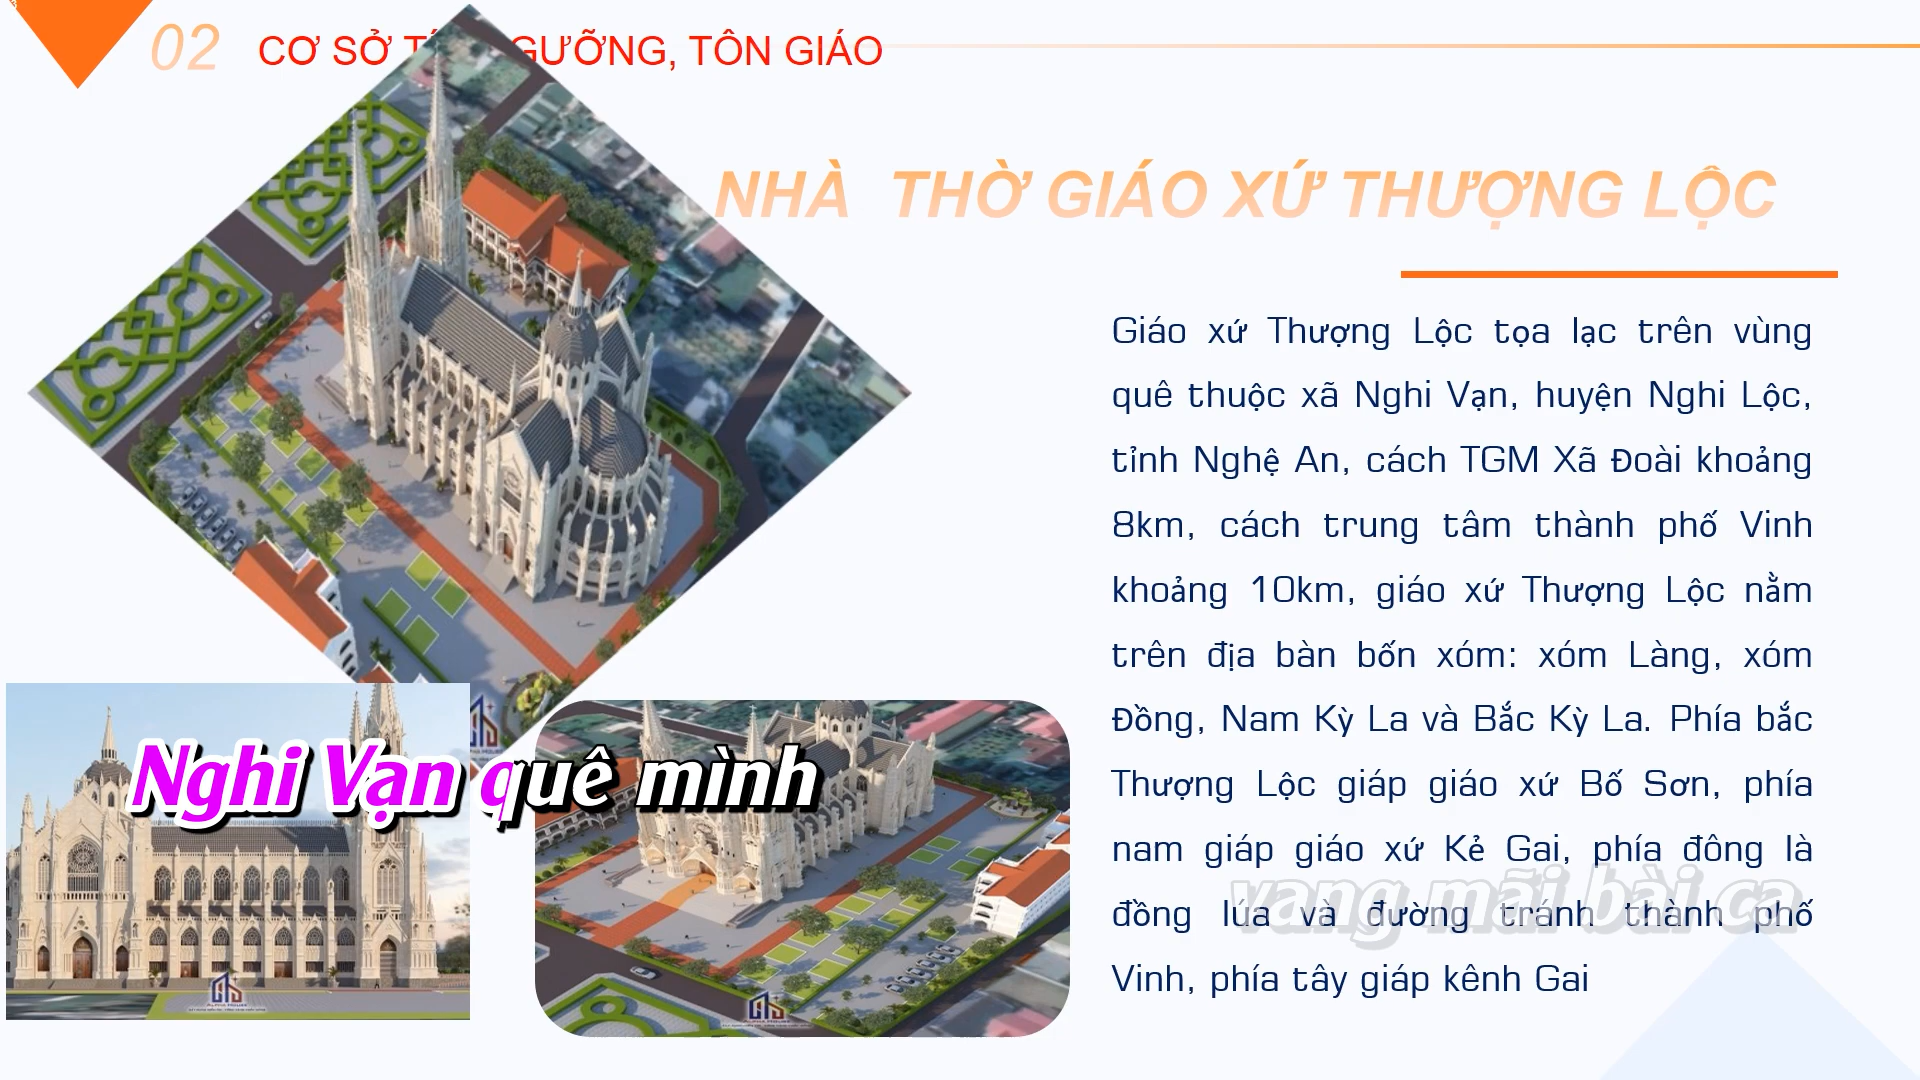 02
CƠ SỞ TÍN NGƯỠNG, TÔN GIÁO
NHÀ THỜ GIÁO XỨ THƯỢNG LỘC
Giáo xứ Thượng Lộc tọa lạc trên vùng
quê thuộc xã Nghi Vạn, huyện Nghi Lộc,
tỉnh Nghệ An, cách TGM Xã Đoài khoảng
8km, cách trung tâm thành phố Vinh
khoảng 10km, giáo xứ Thượng Lộc nằm
trên địa bàn bốn xóm: xóm Làng, xóm
Đồng, Nam Kỳ La và Bắc Kỳ La. Phía bắc
Thượng Lộc giáp giáo xứ Bố Sơn, phía
nam giáp giáo xứ Kẻ Gai, phía đông là
đồng lúa và đường tránh thành phố
Vinh, phía tây giáp kênh Gai
Nghi Vạn quê mình
vang mãi bài ca
ALPHA HOUSE